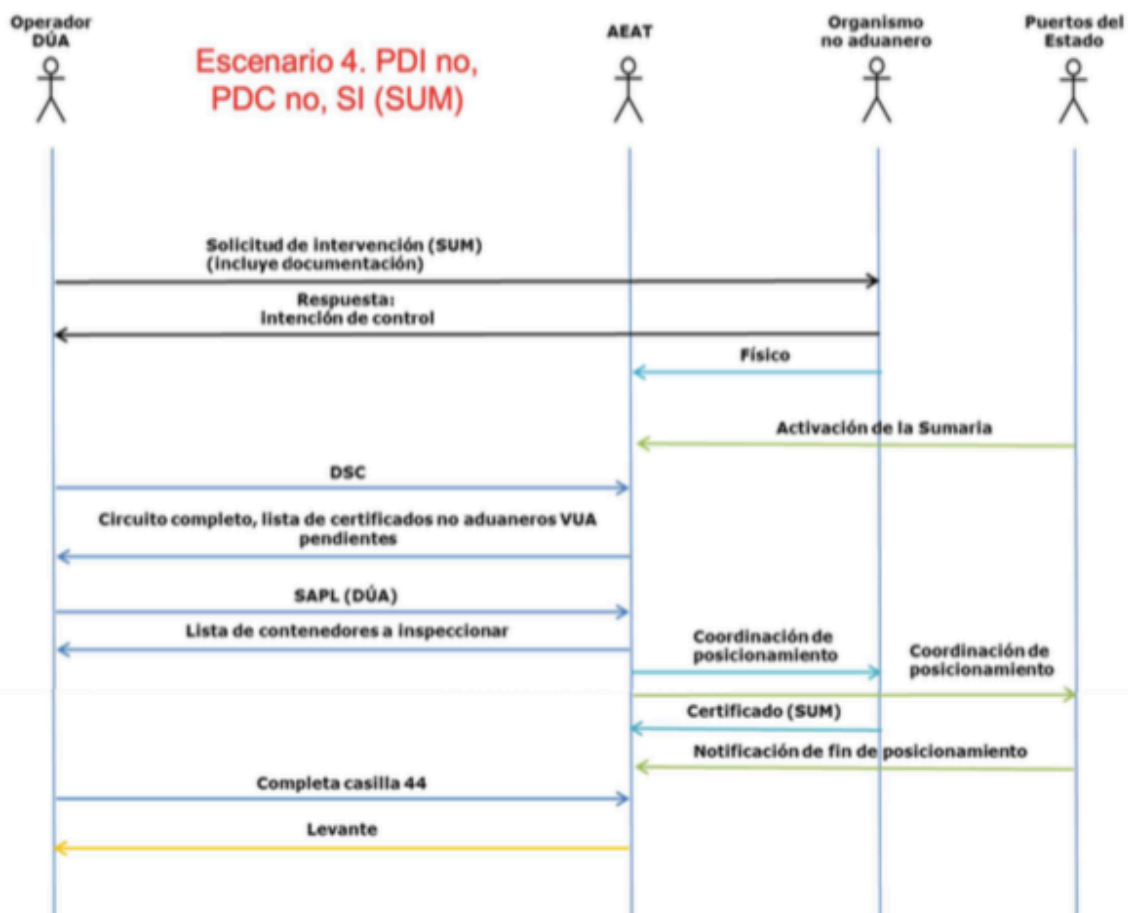 Operador
DÚA
AEAT
Organismo
no aduanero
Puertos del
Estado
Escenario 4. PDI no,
PDC no, SI (SUM)
Solicitud de intervención (SUM)
(incluye documentación)
Respuesta:
intención de control
Físico
Activación de la Sumaria
DSC
Circuito completo, lista de certificados no aduaneros VUA
pendientes
SAPL (DÚA)
Lista de contenedores a inspeccionar
Coordinación de
posicionamiento
Coordinación de
posicionamiento
Certificado (SUM)
Notificación de fin de posicionamiento
Completa casilla 44
Levante